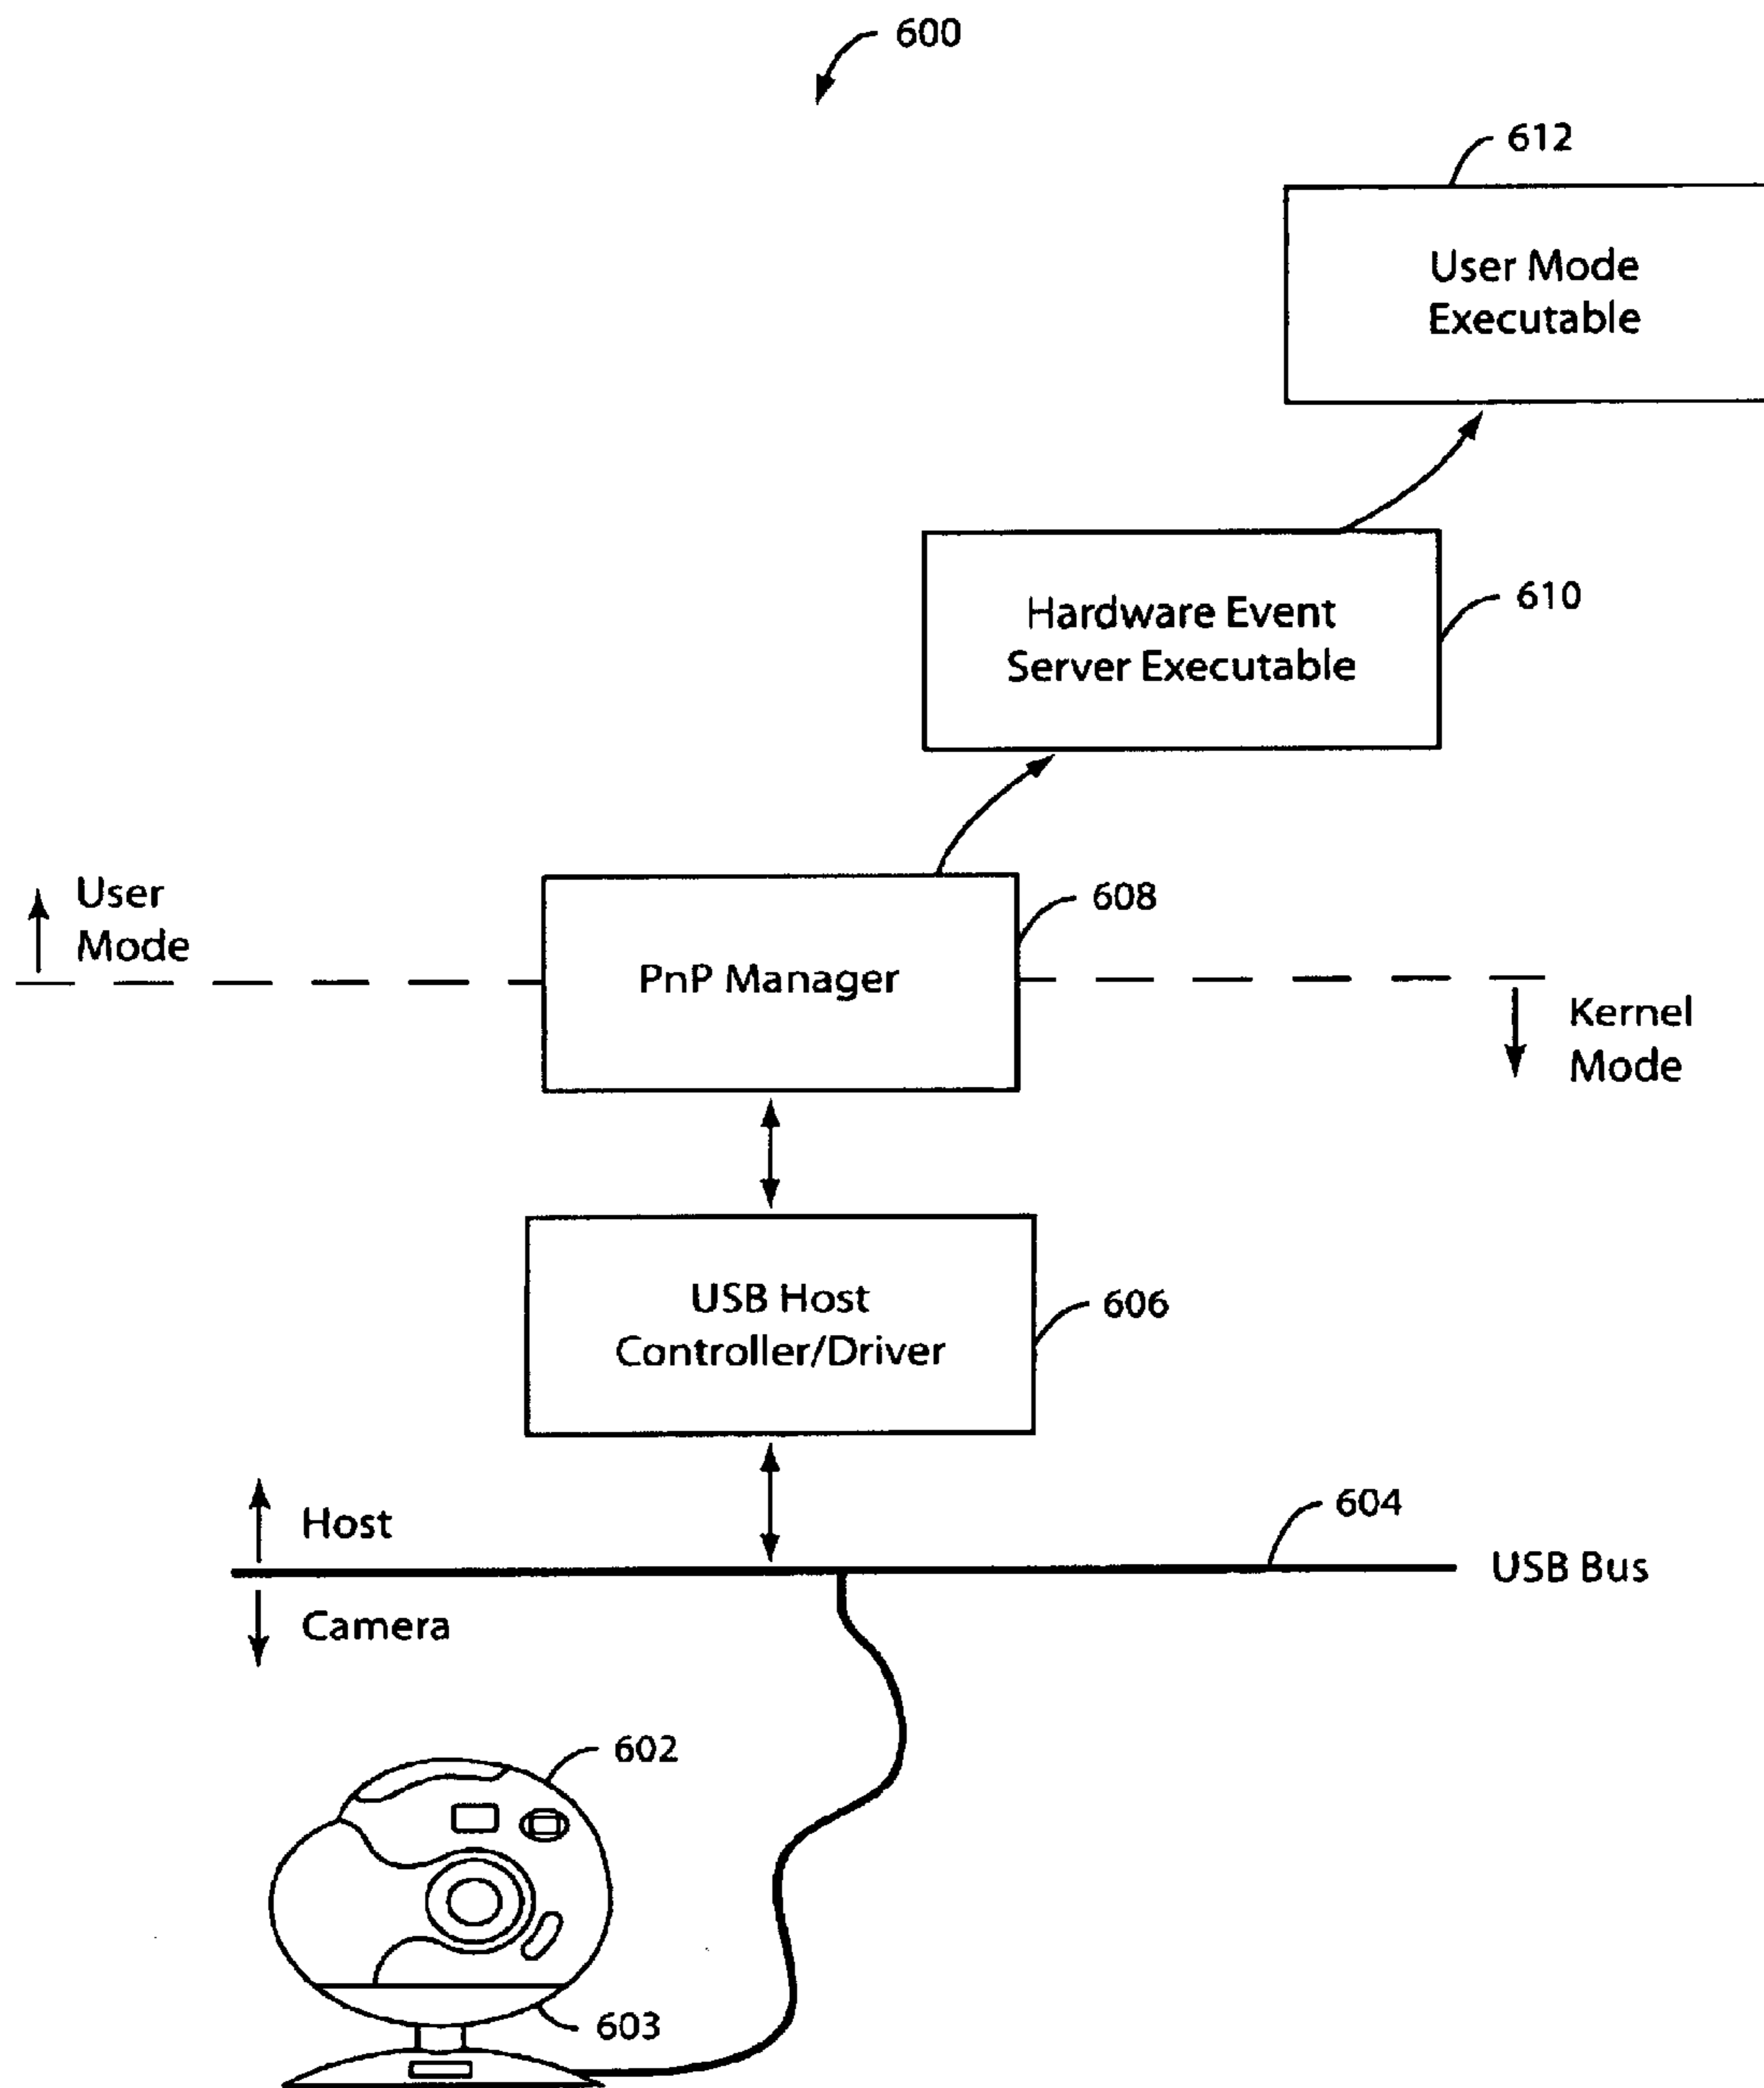 600
612
User Mode
Executable
Hardware Event
Server Executable
610
User
Mode
608
PnP Manager
Kernel
Mode
USB Host
Controller/Driver
606
Host
604
USB Bus
Camera
602
603